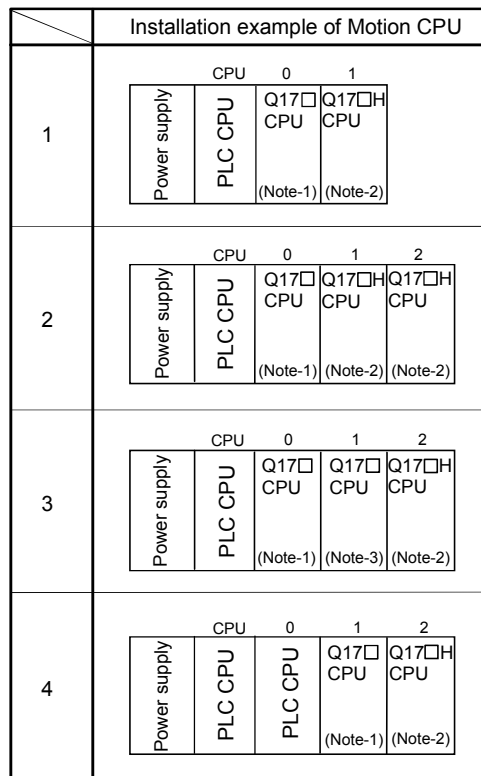 Installation example of Motion CPU
1
CPU 0 1
Power supply
PLC CPU
Q17□ CPU
(Note-1)
Q17□H CPU
(Note-2)
2
CPU 0 1 2
Power supply
PLC CPU
Q17□ CPU
(Note-1)
Q17□H CPU
(Note-2)
Q17□H CPU
(Note-2)
3
CPU 0 1 2
Power supply
PLC CPU
Q17□ CPU
(Note-1)
Q17□ CPU
(Note-3)
Q17□H CPU
(Note-2)
4
CPU 0 1 2
Power supply
PLC CPU
PLC CPU
Q17□ CPU
(Note-1)
Q17□H CPU
(Note-2)